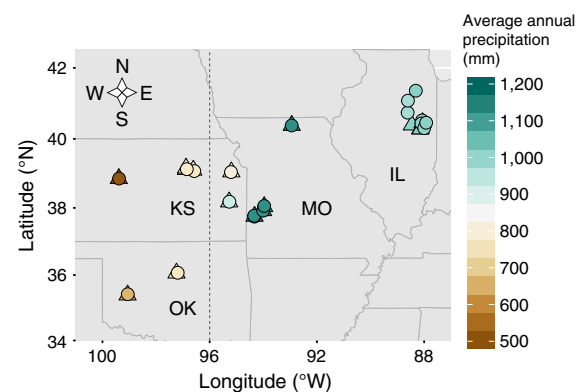 Average annual
precipitation
(mm)
1,200
1,100
1,000
900
800
700
600
500
N
W E
S
KS
MO
IL
OK
Latitude (°N)
42
40
38
36
34
100 96 92 88
Longitude (°W)